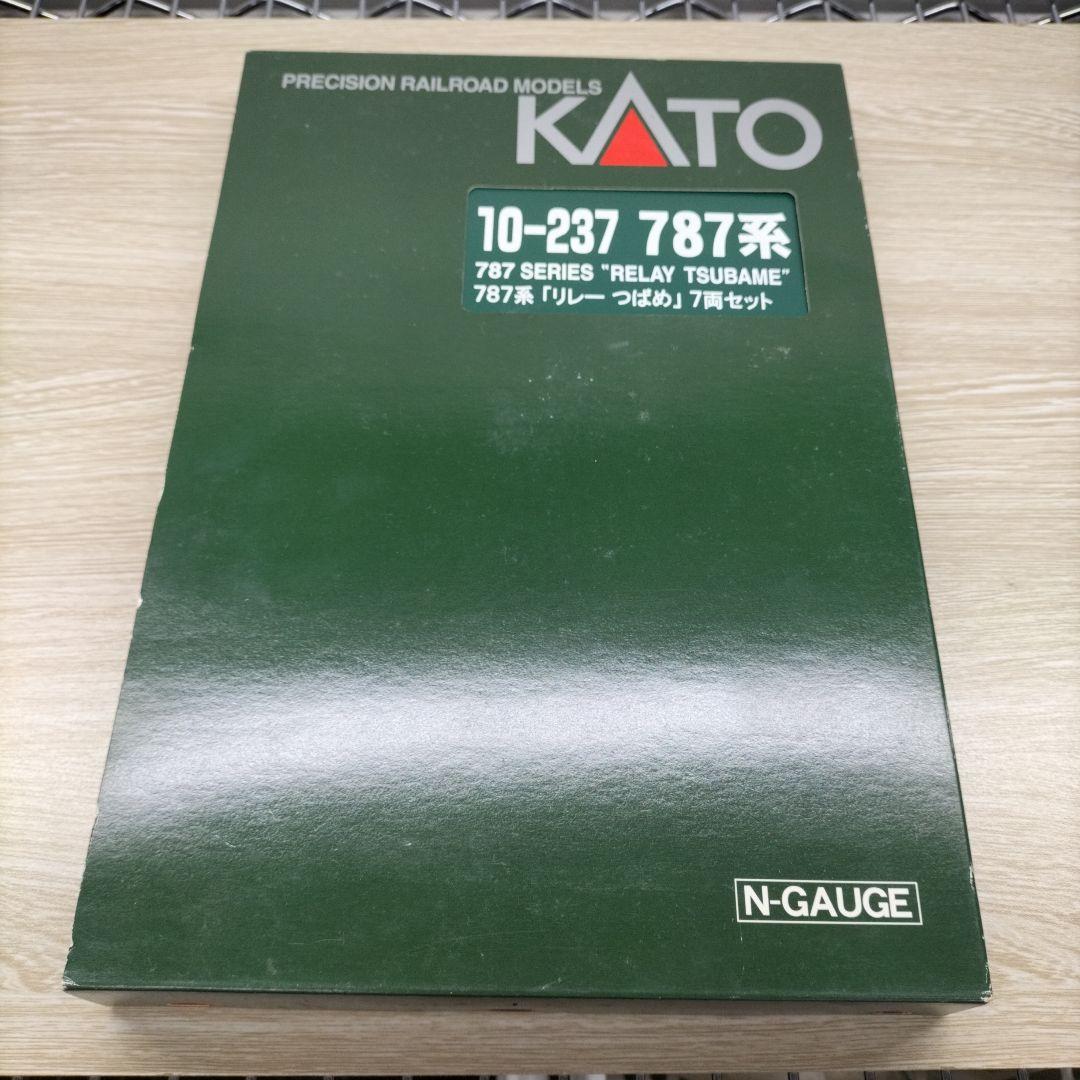 PRECISION RAILROAD MODELS
KATO
10-237 787系
787 SERIES "RELAY TSUBAME"
787系「リレー つばめ」7両セット
N-GAUGE